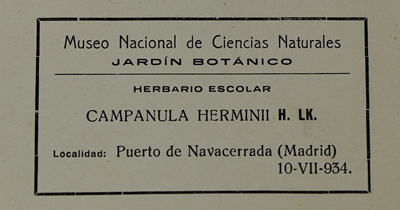 Museo Nacional de Ciencias Naturales
JARDÍN BOTÁNICO
HERBARIO ESCOLAR
CAMPANULA HERMINII H. LK.
Localidad: Puerto de Navacerrada (Madrid)
10-VII-934.